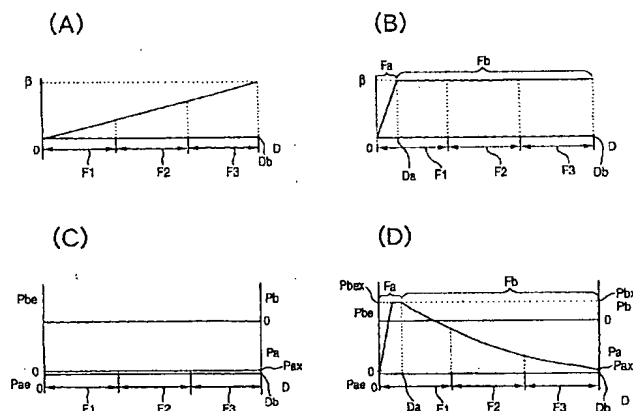 (A)
β
0
D
F1
F2
F3
Db
(B)
Fa
Fb
β
0
D
Da
F1
F2
F3
Db
(C)
Pbe
Pb
0
0
Pa
Pax
Pae
0
D
F1
F2
F3
Db
(D)
Fa
Fb
Pbex
Pbx
Pbe
Pb
0
0
Pa
Pax
Pae
0
D
Da
F1
F2
F3
Db